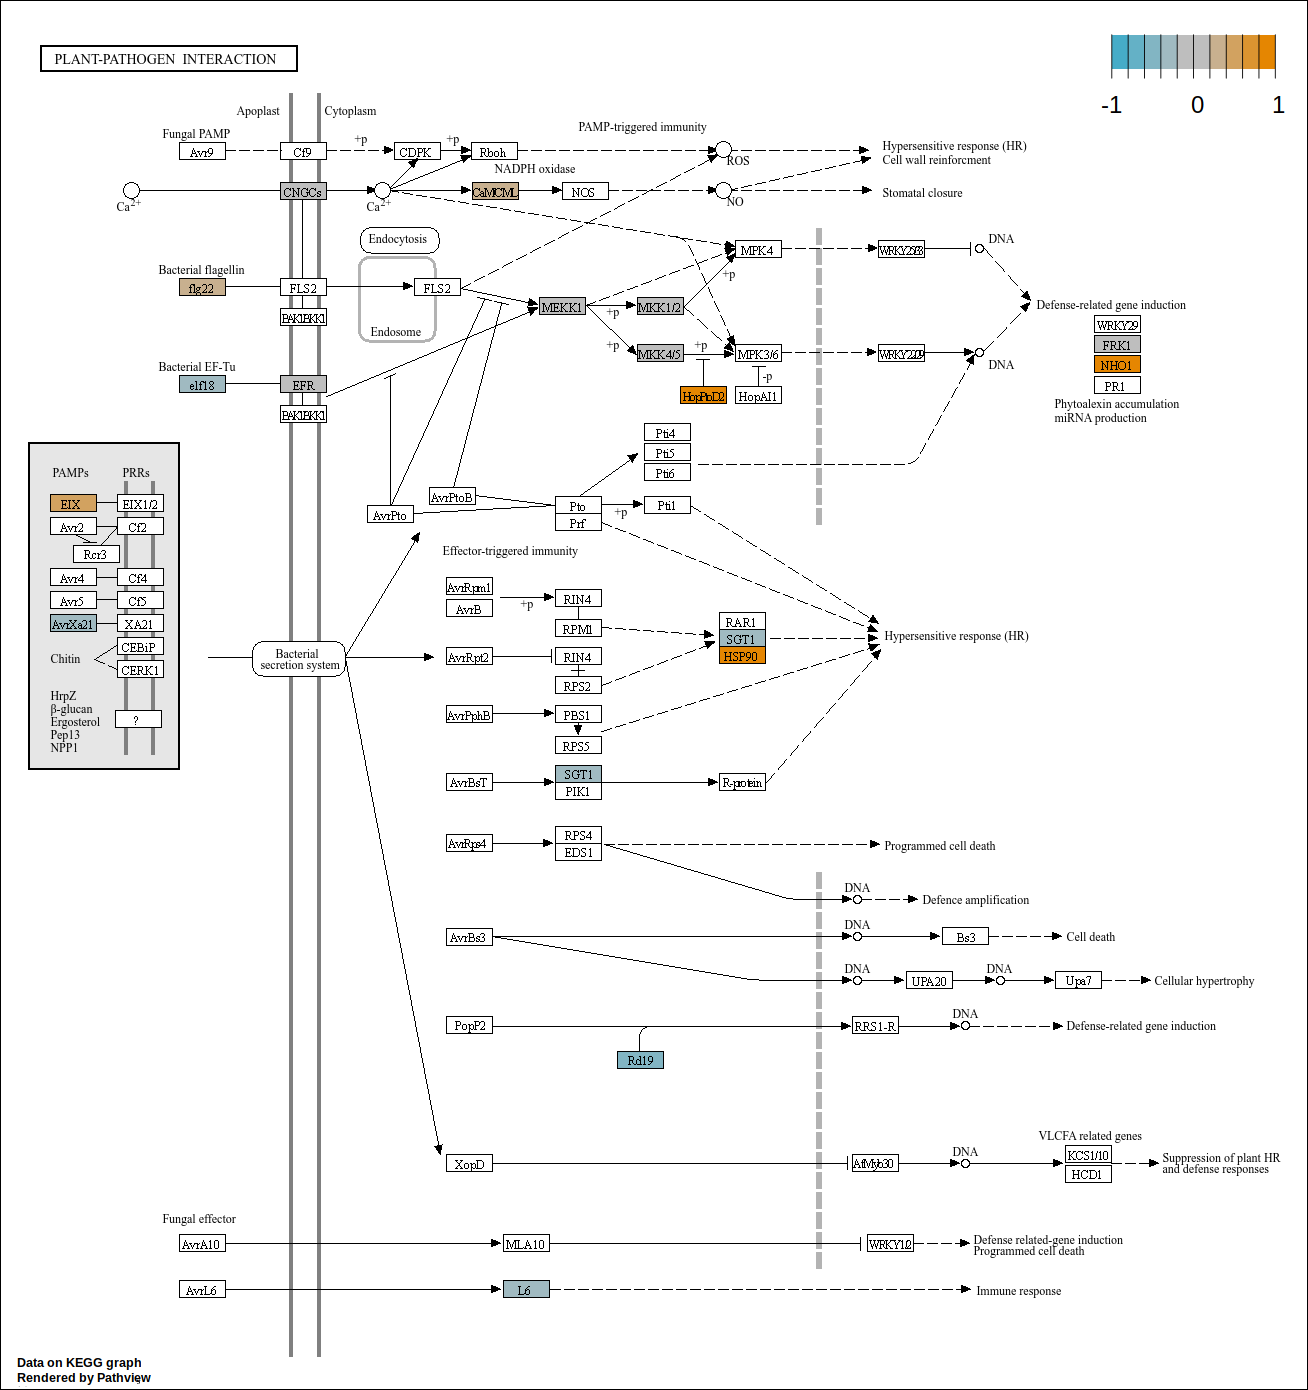 PLANT-PATHOGEN INTERACTION
-1 0 1
Apoplast Cytoplasm
Fungal PAMP +p +p PAMP-triggered immunity
Avr9 Cf9 CDPK Rboh ROS Hypersensitive response (HR)
Cell wall reinforcment
NADPH oxidase
Ca2+ CNGCs Ca2+ CaMCML NOS NO Stomatal closure
Endocytosis MPK4 WRKY25/33 DNA
Bacterial flagellin +p
flg22 FLS2 FLS2 MEKK1 MKK1/2 Defense-related gene induction
BAK1BKK1 +p WRKY29
Endosome
+p MKK4/5 +p MPK3/6 WRKY22/29 DNA FRK1
Bacterial EF-Tu -p NHO1
elf18 EFR HopPtoD2 HopAI1 PR1
BAK1BKK1 Phytoalexin accumulation
miRNA production
Pti4
Pti5
Pti6
PAMPs PRRs
EIX EIX1/2 AvrPto AvrPtoB Pto +p Pti1
Avr2 Cf2 Prf
Rcr3 Effector-triggered immunity
Avr4 Cf4 AvrRpm1 RIN4
Avr5 Cf5 AvrB +p
AvrXa21 XA21 RPM1 RAR1
CEBiP SGT1 Hypersensitive response (HR)
Chitin CERK1 Bacterial
secretion system AvrRpt2 RIN4 HSP90
RPS2
HrpZ
β-glucan
Ergosterol ?
Pep13
NPP1
AvrPphB PBS1
RPS5
AvrBsT SGT1 R-protein
PIK1
AvrRps4 RPS4
EDS1 Programmed cell death
DNA Defence amplification
AvrBs3 DNA Bs3 Cell death
DNA UPA20 DNA Upa7 Cellular hypertrophy
PopP2 RRS1-R DNA Defense-related gene induction
Rd19
VLCFA related genes
XopD AtMyb30 DNA KCS1/10 Suppression of plant HR
HCD1 and defense responses
Fungal effector
AvrA10 MLA10 WRKY1/2 Defense related-gene induction
Programmed cell death
AvrL6 L6 Immune response
Data on KEGG graph
Rendered by Pathview